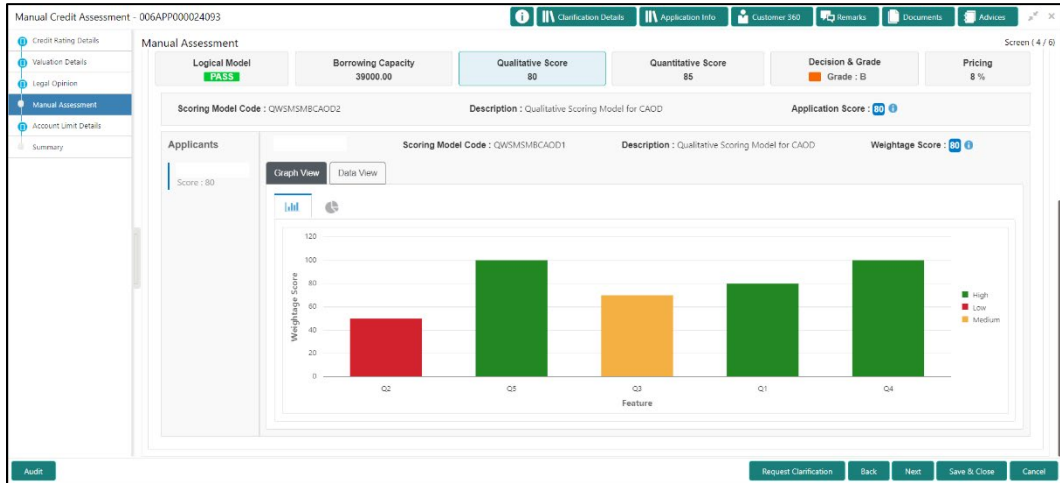 Manual Credit Assessment - 006APP000024093
Clarification Details
Application Info
Customer 360
Remarks
Documents
Advices
Credit Rating Details
Valuation Details
Legal Opinion
Manual Assessment
Account Limit Details
Summary
Manual Assessment
Screen ( 4 / 6)
Logical Model
PASS
Borrowing Capacity
39000.00
Qualitative Score
80
Quantitative Score
85
Decision & Grade
Grade : B
Pricing
8 %
Scoring Model Code : QWSMSMBCAOD2
Description : Qualitative Scoring Model for CAOD
Application Score : 80
Applicants
Score : 80
Scoring Model Code : QWSMSMBCAOD1
Description : Qualitative Scoring Model for CAOD
Weightage Score : 80
Graph View
Data View
120
100
80
60
40
20
0
Weightage Score
Q2
Q5
Q3
Q1
Q4
Feature
High
Low
Medium
Audit
Request Clarification
Back
Next
Save & Close
Cancel